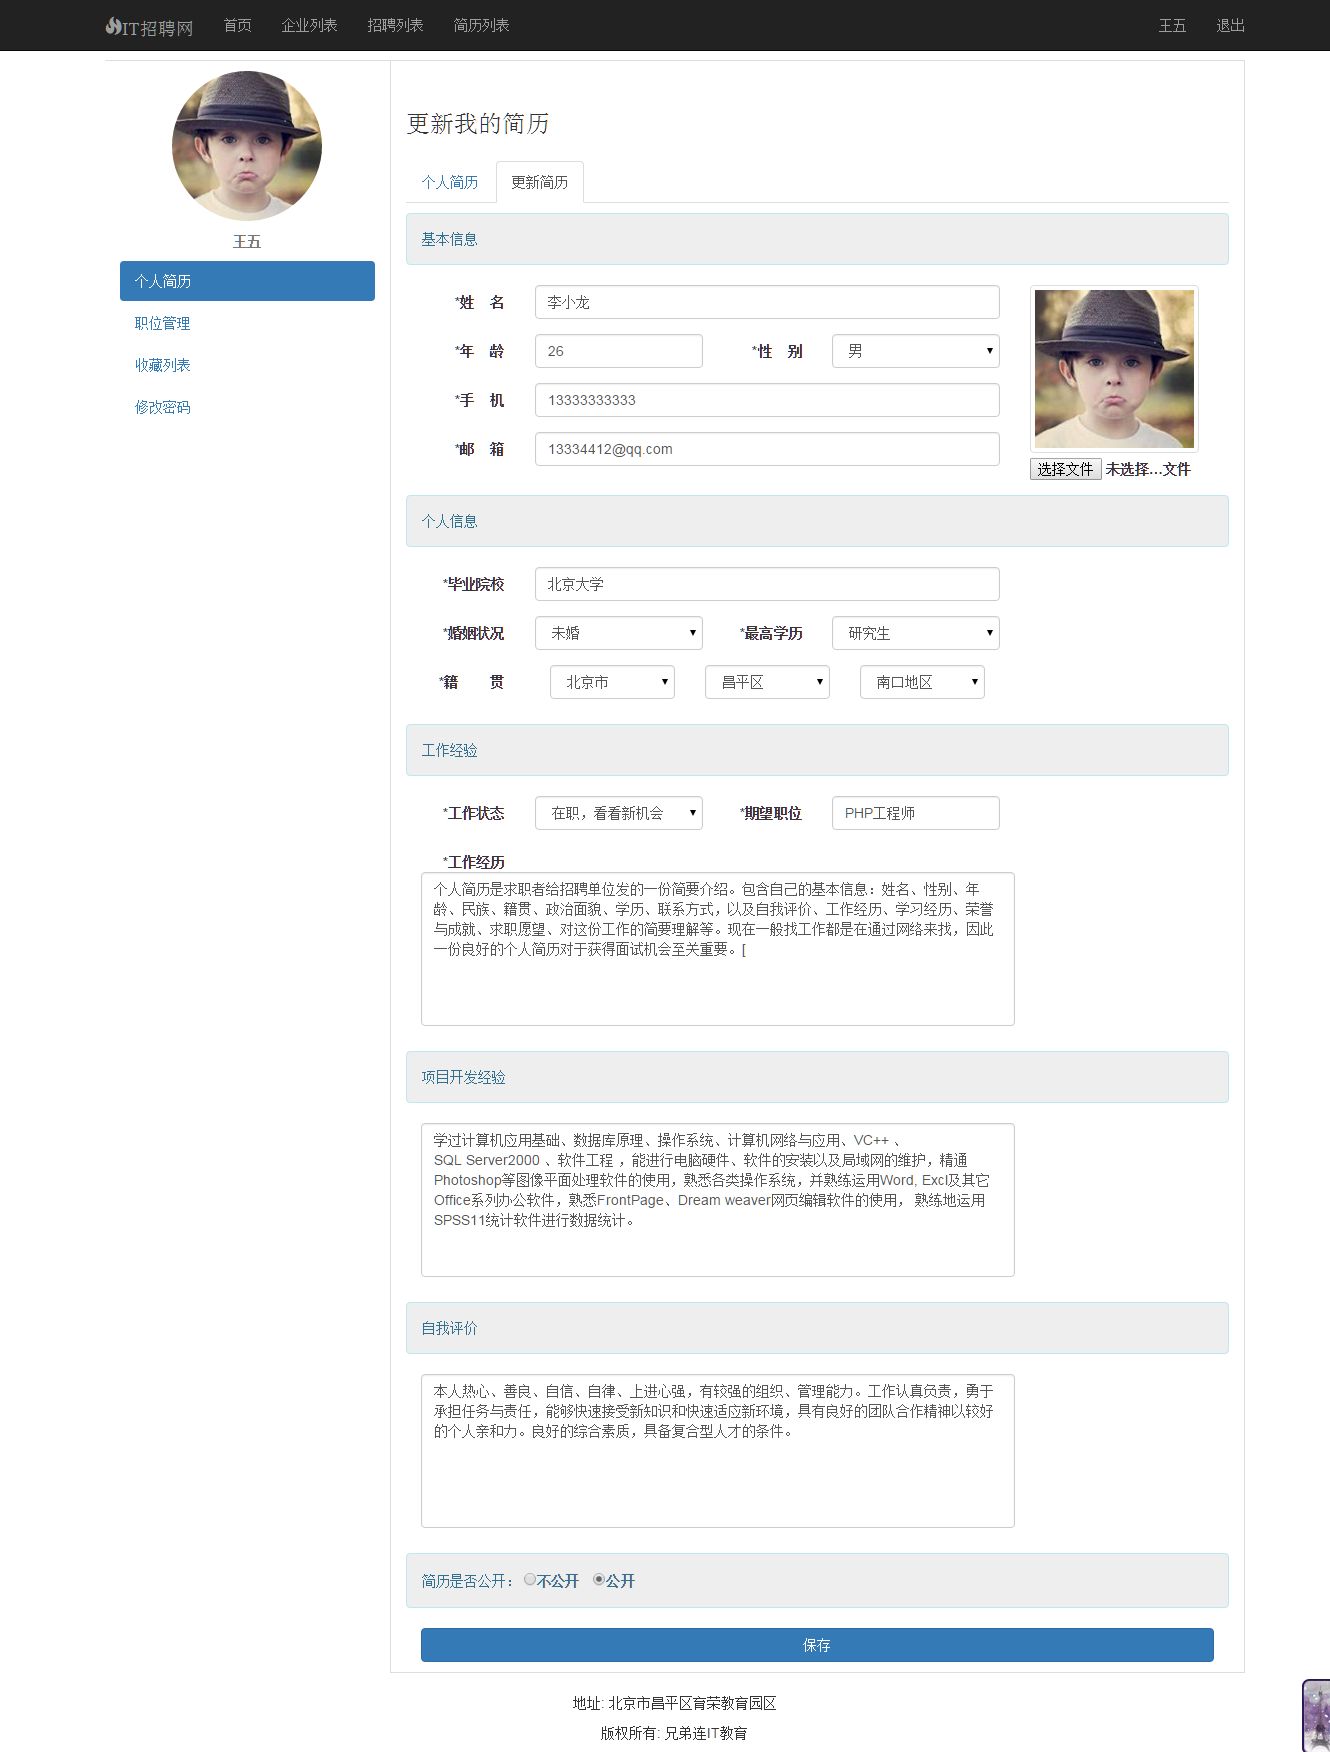 IT招聘网 首页 企业列表 招聘列表 简历列表 王五 退出
王五
个人简历
职位管理
收藏列表
修改密码
更新我的简历
个人简历 更新简历
基本信息
*姓 名 李小龙
*年 龄 26 *性 别 男
*手 机 13333333333
*邮 箱 13334412@qq.com
选择文件 未选择...文件
个人信息
*毕业院校 北京大学
*婚姻状况 未婚 *最高学历 研究生
*籍 贯 北京市 昌平区 南口地区
工作经验
*工作状态 在职，看看新机会 *期望职位 PHP工程师
*工作经历
个人简历是求职者给招聘单位发的一份简要介绍。包含自己的基本信息：姓名、性别、年
龄、民族、籍贯、政治面貌、学历、联系方式，以及自我评价、工作经历、学习经历、荣誉
与成就、求职愿望、对这份工作的简要理解等。现在一般找工作都是在通过网络来找，因此
一份良好的个人简历对于获得面试机会至关重要。[
项目开发经验
学过计算机应用基础、数据库原理、操作系统、计算机网络与应用、VC++ 、
SQL Server2000 、软件工程 ，能进行电脑硬件、软件的安装以及局域网的维护，精通
Photoshop等图像平面处理软件的使用，熟悉各类操作系统，并熟练运用Word, Excl及其它
Office系列办公软件，熟悉FrontPage、Dream weaver网页编辑软件的使用， 熟练地运用
SPSS11统计软件进行数据统计。
自我评价
本人热心、善良、自信、自律、上进心强，有较强的组织、管理能力。工作认真负责，勇于
承担任务与责任，能够快速接受新知识和快速适应新环境，具有良好的团队合作精神以较好
的个人亲和力。良好的综合素质，具备复合型人才的条件。
简历是否公开： 不公开 公开
保存
地址: 北京市昌平区育荣教育园区
版权所有: 兄弟连IT教育